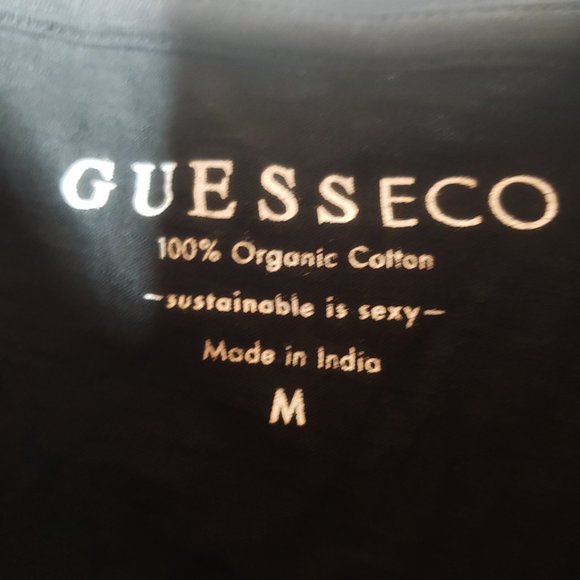 GUESSECO
100% Organic Cotton
~sustainable is sexy~
Made in India
M